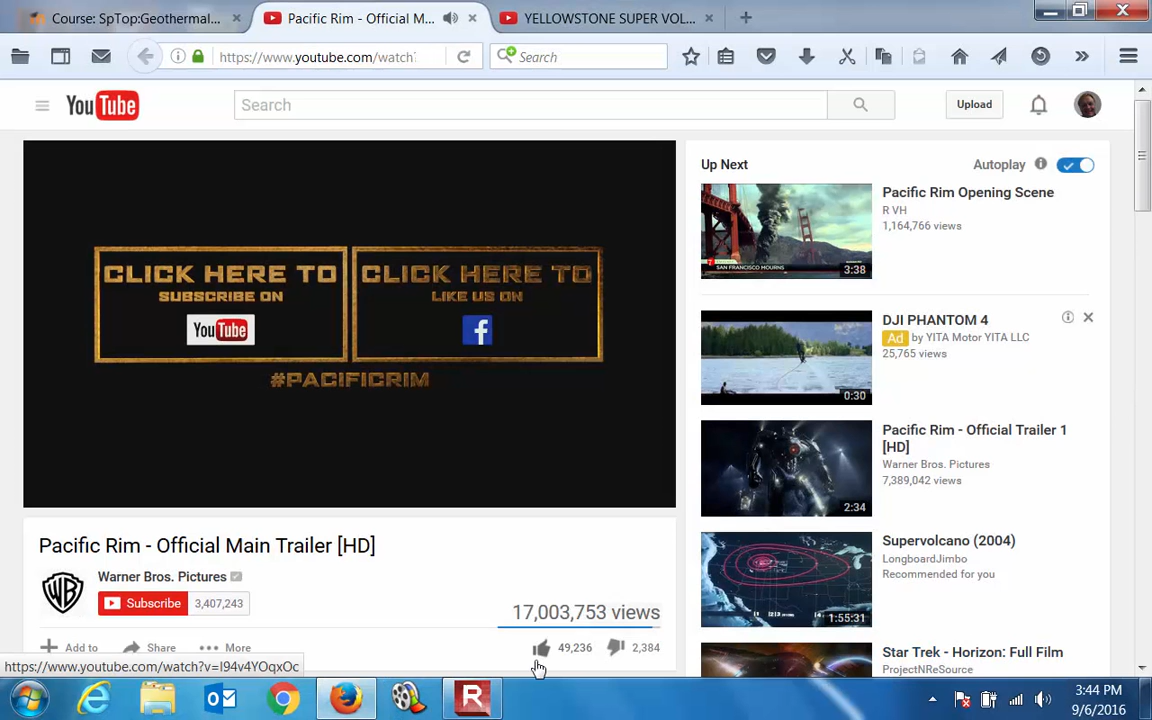 Course: SpTop:Geothermal...
Pacific Rim - Official M...
YELLOWSTONE SUPER VOL...
https://www.youtube.com/watch?
Search
YouTube
Search
Upload
CLICK HERE TO
SUBSCRIBE ON
YouTube
CLICK HERE TO
LIKE US ON
f
#PACIFICRIM
Up Next
Autoplay
Pacific Rim Opening Scene
R VH
1,164,766 views
SAN FRANCISCO MOURNS
3:38
DJI PHANTOM 4
Ad by YITA Motor YITA LLC
25,765 views
0:30
Pacific Rim - Official Trailer 1
[HD]
Warner Bros. Pictures
7,389,042 views
2:34
Supervolcano (2004)
LongboardJimbo
Recommended for you
1:55:31
Star Trek - Horizon: Full Film
ProjectNReSource
Pacific Rim - Official Main Trailer [HD]
WB
Warner Bros. Pictures
Subscribe 3,407,243
17,003,753 views
Add to Share More
49,236 2,384
https://www.youtube.com/watch?v=I94v4YOqxOc
3:44 PM
9/6/2016